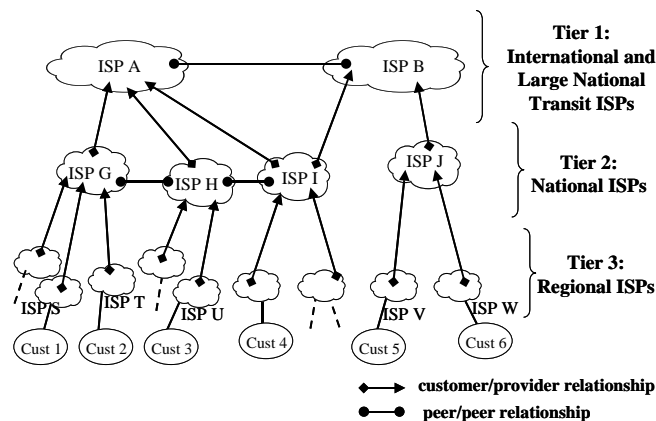 Tier 1:
International and
Large National
Transit ISPs
ISP A
ISP B
Tier 2:
National ISPs
ISP G
ISP H
ISP I
ISP J
Tier 3:
Regional ISPs
ISP S
ISP T
ISP U
ISP V
ISP W
Cust 1
Cust 2
Cust 3
Cust 4
Cust 5
Cust 6
customer/provider relationship
peer/peer relationship